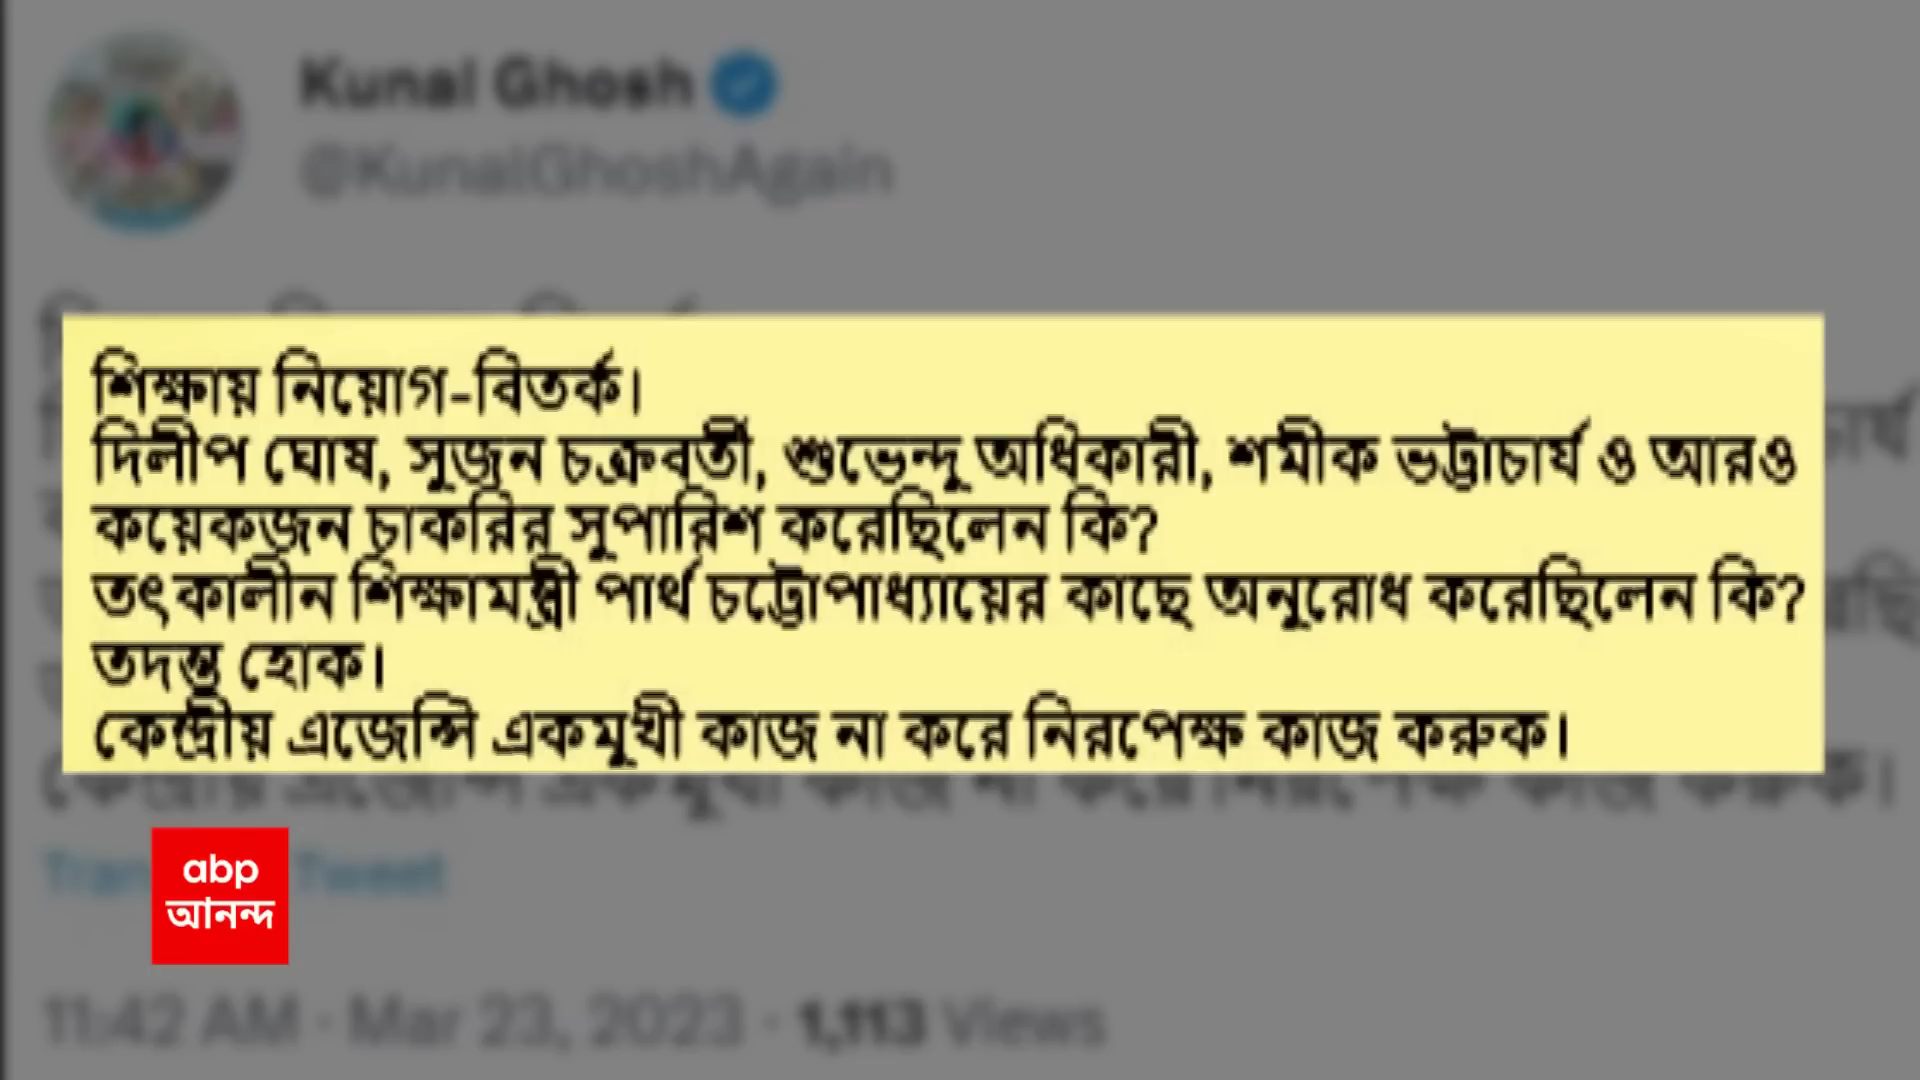 Kunal Ghosh
@KunalGhoshAgain
শিক্ষায় নিয়োগ-বিতর্ক।
দিলীপ ঘোষ, সুজন চক্রবর্তী, শুভেন্দু অধিকারী, শমীক ভট্টাচার্য ও আরও
কয়েকজন চাকরির সুপারিশ করেছিলেন কি?
তৎকালীন শিক্ষামন্ত্রী পার্থ চট্টোপাধ্যায়ের কাছে অনুরোধ করেছিলেন কি?
তদন্ত হোক।
কেন্দ্রীয় এজেন্সি একমুখী কাজ না করে নিরপেক্ষ কাজ করুক।
Tweet
abp
আনন্দ
11:42 AM · Mar 23, 2023 · 1,113 Views